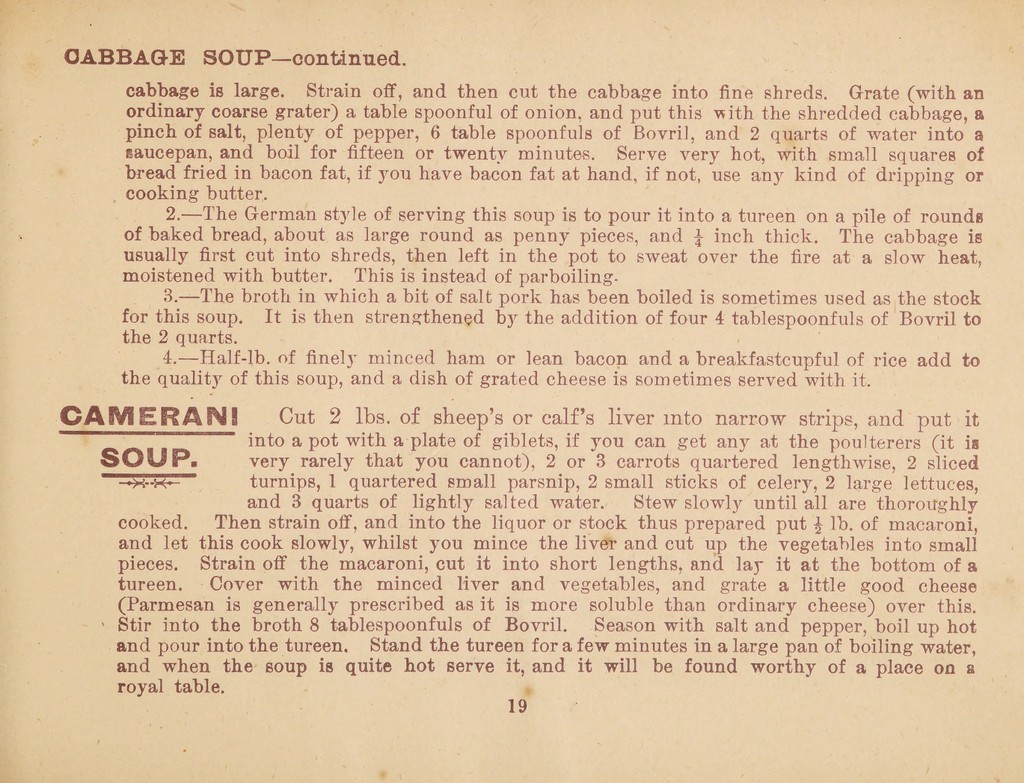 CABBAGE SOUP—continued.
cabbage is large. Strain off, and then cut the cabbage into fine shreds. Grate (with an
ordinary coarse grater) a table spoonful of onion, and put this with the shredded cabbage, a
pinch of salt, plenty of pepper, 6 table spoonfuls of Bovril, and 2 quarts of water into a
saucepan, and boil for fifteen or twenty minutes. Serve very hot, with small squares of
bread fried in bacon fat, if you have bacon fat at hand, if not, use any kind of dripping or
cooking butter.
2.—The German style of serving this soup is to pour it into a tureen on a pile of rounds
of baked bread, about as large round as penny pieces, and ¼ inch thick. The cabbage is
usually first cut into shreds, then left in the pot to sweat over the fire at a slow heat,
moistened with butter. This is instead of parboiling.
3.—The broth in which a bit of salt pork has been boiled is sometimes used as the stock
for this soup. It is then strengthened by the addition of four 4 tablespoonfuls of Bovril to
the 2 quarts.
4.—Half-lb. of finely minced ham or lean bacon and a breakfastcupful of rice add to
the quality of this soup, and a dish of grated cheese is sometimes served with it.
CAMERANI SOUP.
Cut 2 lbs. of sheep's or calf's liver into narrow strips, and put it
into a pot with a plate of giblets, if you can get any at the poulterers (it is
very rarely that you cannot), 2 or 3 carrots quartered lengthwise, 2 sliced
turnips, 1 quartered small parsnip, 2 small sticks of celery, 2 large lettuces,
and 3 quarts of lightly salted water. Stew slowly until all are thoroughly
cooked. Then strain off, and into the liquor or stock thus prepared put ½ lb. of macaroni,
and let this cook slowly, whilst you mince the liver and cut up the vegetables into small
pieces. Strain off the macaroni, cut it into short lengths, and lay it at the bottom of a
tureen. Cover with the minced liver and vegetables, and grate a little good cheese
(Parmesan is generally prescribed as it is more soluble than ordinary cheese) over this.
Stir into the broth 8 tablespoonfuls of Bovril. Season with salt and pepper, boil up hot
and pour into the tureen. Stand the tureen for a few minutes in a large pan of boiling water,
and when the soup is quite hot serve it, and it will be found worthy of a place on a
royal table.
19